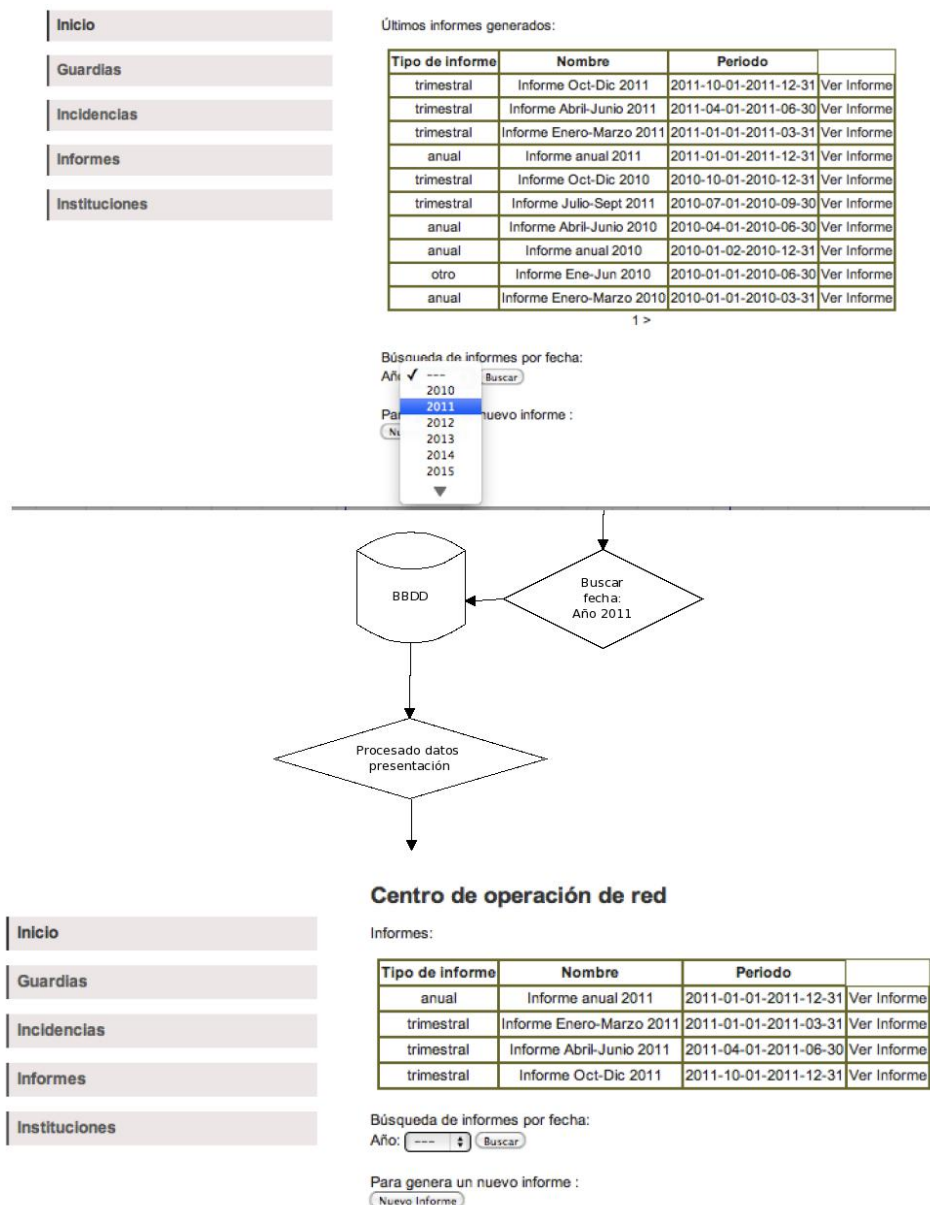 Inicio
Guardias
Incidencias
Informes
Instituciones
Últimos informes generados:
Tipo de informe Nombre Periodo
trimestral Informe Oct-Dic 2011 2011-10-01-2011-12-31 Ver Informe
trimestral Informe Abril-Junio 2011 2011-04-01-2011-06-30 Ver Informe
trimestral Informe Enero-Marzo 2011 2011-01-01-2011-03-31 Ver Informe
anual Informe anual 2011 2011-01-01-2011-12-31 Ver Informe
trimestral Informe Oct-Dic 2010 2010-10-01-2010-12-31 Ver Informe
trimestral Informe Julio-Sept 2011 2010-07-01-2010-09-30 Ver Informe
anual Informe Abril-Junio 2010 2010-04-01-2010-06-30 Ver Informe
anual Informe anual 2010 2010-01-02-2010-12-31 Ver Informe
otro Informe Ene-Jun 2010 2010-01-01-2010-06-30 Ver Informe
anual Informe Enero-Marzo 2010 2010-01-01-2010-03-31 Ver Informe
1 >
Búsqueda de informes por fecha:
Añ ✓ --- Buscar
2010
2011
Pa 2012 nuevo informe :
2013
2014
2015
BBDD
Buscar
fecha:
Año 2011
Procesado datos
presentación
Centro de operación de red
Inicio
Guardias
Incidencias
Informes
Instituciones
Informes:
Tipo de informe Nombre Periodo
anual Informe anual 2011 2011-01-01-2011-12-31 Ver Informe
trimestral Informe Enero-Marzo 2011 2011-01-01-2011-03-31 Ver Informe
trimestral Informe Abril-Junio 2011 2011-04-01-2011-06-30 Ver Informe
trimestral Informe Oct-Dic 2011 2011-10-01-2011-12-31 Ver Informe
Búsqueda de informes por fecha:
Año: --- Buscar
Para genera un nuevo informe :
Nuevo Informe